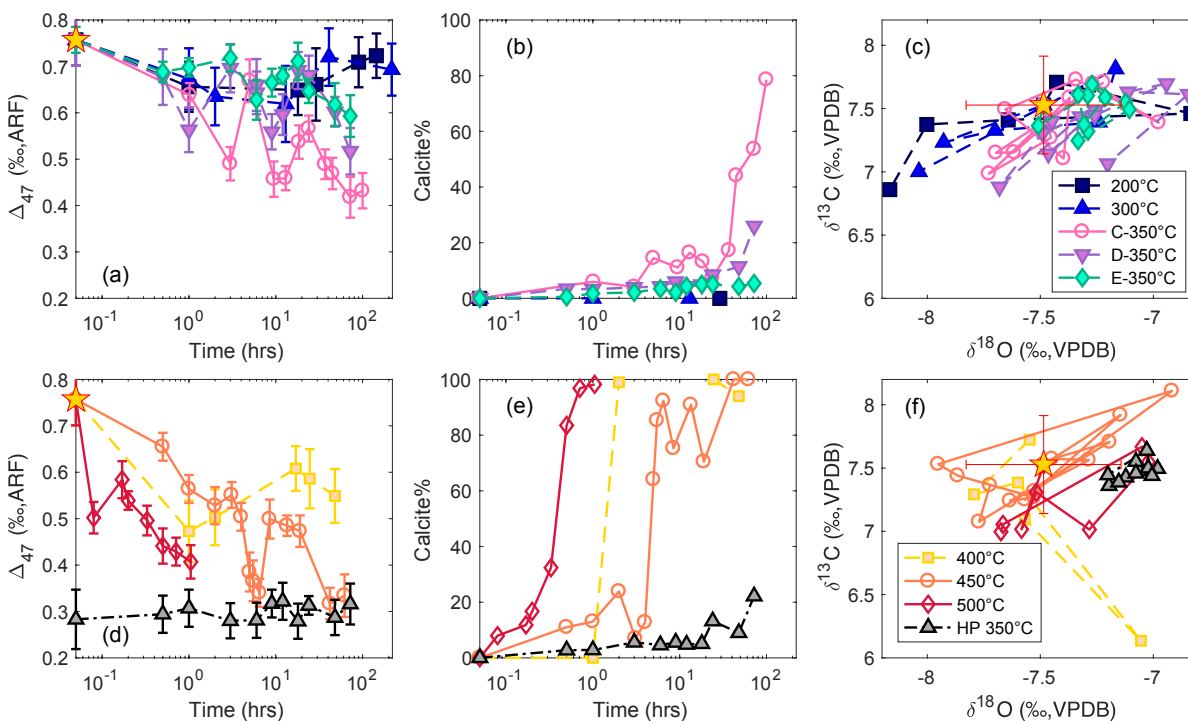 0.8
0.7
0.6
0.5
0.4
0.3
0.2
Δ47 (‰,ARF)
(a)
10^-1 10^0 10^1 10^2
Time (hrs)
100
80
60
40
20
0
Calcite%
(b)
10^-1 10^0 10^1 10^2
Time (hrs)
8
7.5
7
6.5
6
δ13C (‰,VPDB)
(c)
200°C
300°C
C-350°C
D-350°C
E-350°C
-8 -7.5 -7
δ18O (‰,VPDB)
0.8
0.7
0.6
0.5
0.4
0.3
0.2
Δ47 (‰,ARF)
(d)
10^-1 10^0 10^1 10^2
Time (hrs)
100
80
60
40
20
0
Calcite%
(e)
10^-1 10^0 10^1 10^2
Time (hrs)
8
7.5
7
6.5
6
δ13C (‰,VPDB)
(f)
400°C
450°C
500°C
HP 350°C
-8 -7.5 -7
δ18O (‰,VPDB)